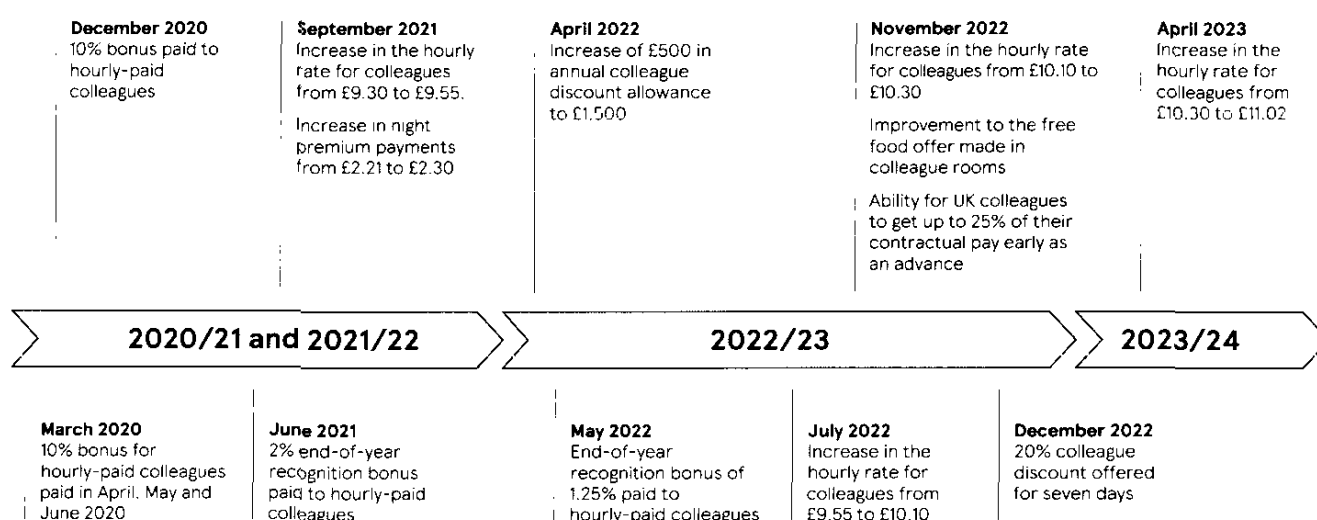 December 2020
10% bonus paid to
hourly-paid
colleagues
September 2021
Increase in the hourly
rate for colleagues
from £9.30 to £9.55.
Increase in night
premium payments
from £2.21 to £2.30
April 2022
Increase of £500 in
annual colleague
discount allowance
to £1,500
November 2022
Increase in the hourly rate
for colleagues from £10.10 to
£10.30
Improvement to the free
food offer made in
colleague rooms
Ability for UK colleagues
to get up to 25% of their
contractual pay early as
an advance
April 2023
Increase in the
hourly rate for
colleagues from
£10.30 to £11.02
2020/21 and 2021/22
2022/23
2023/24
March 2020
10% bonus for
hourly-paid colleagues
paid in April, May and
June 2020
June 2021
2% end-of-year
recognition bonus
paid to hourly-paid
colleagues
May 2022
End-of-year
recognition bonus of
1.25% paid to
hourly-paid colleagues
July 2022
Increase in the
hourly rate for
colleagues from
£9.55 to £10.10
December 2022
20% colleague
discount offered
for seven days